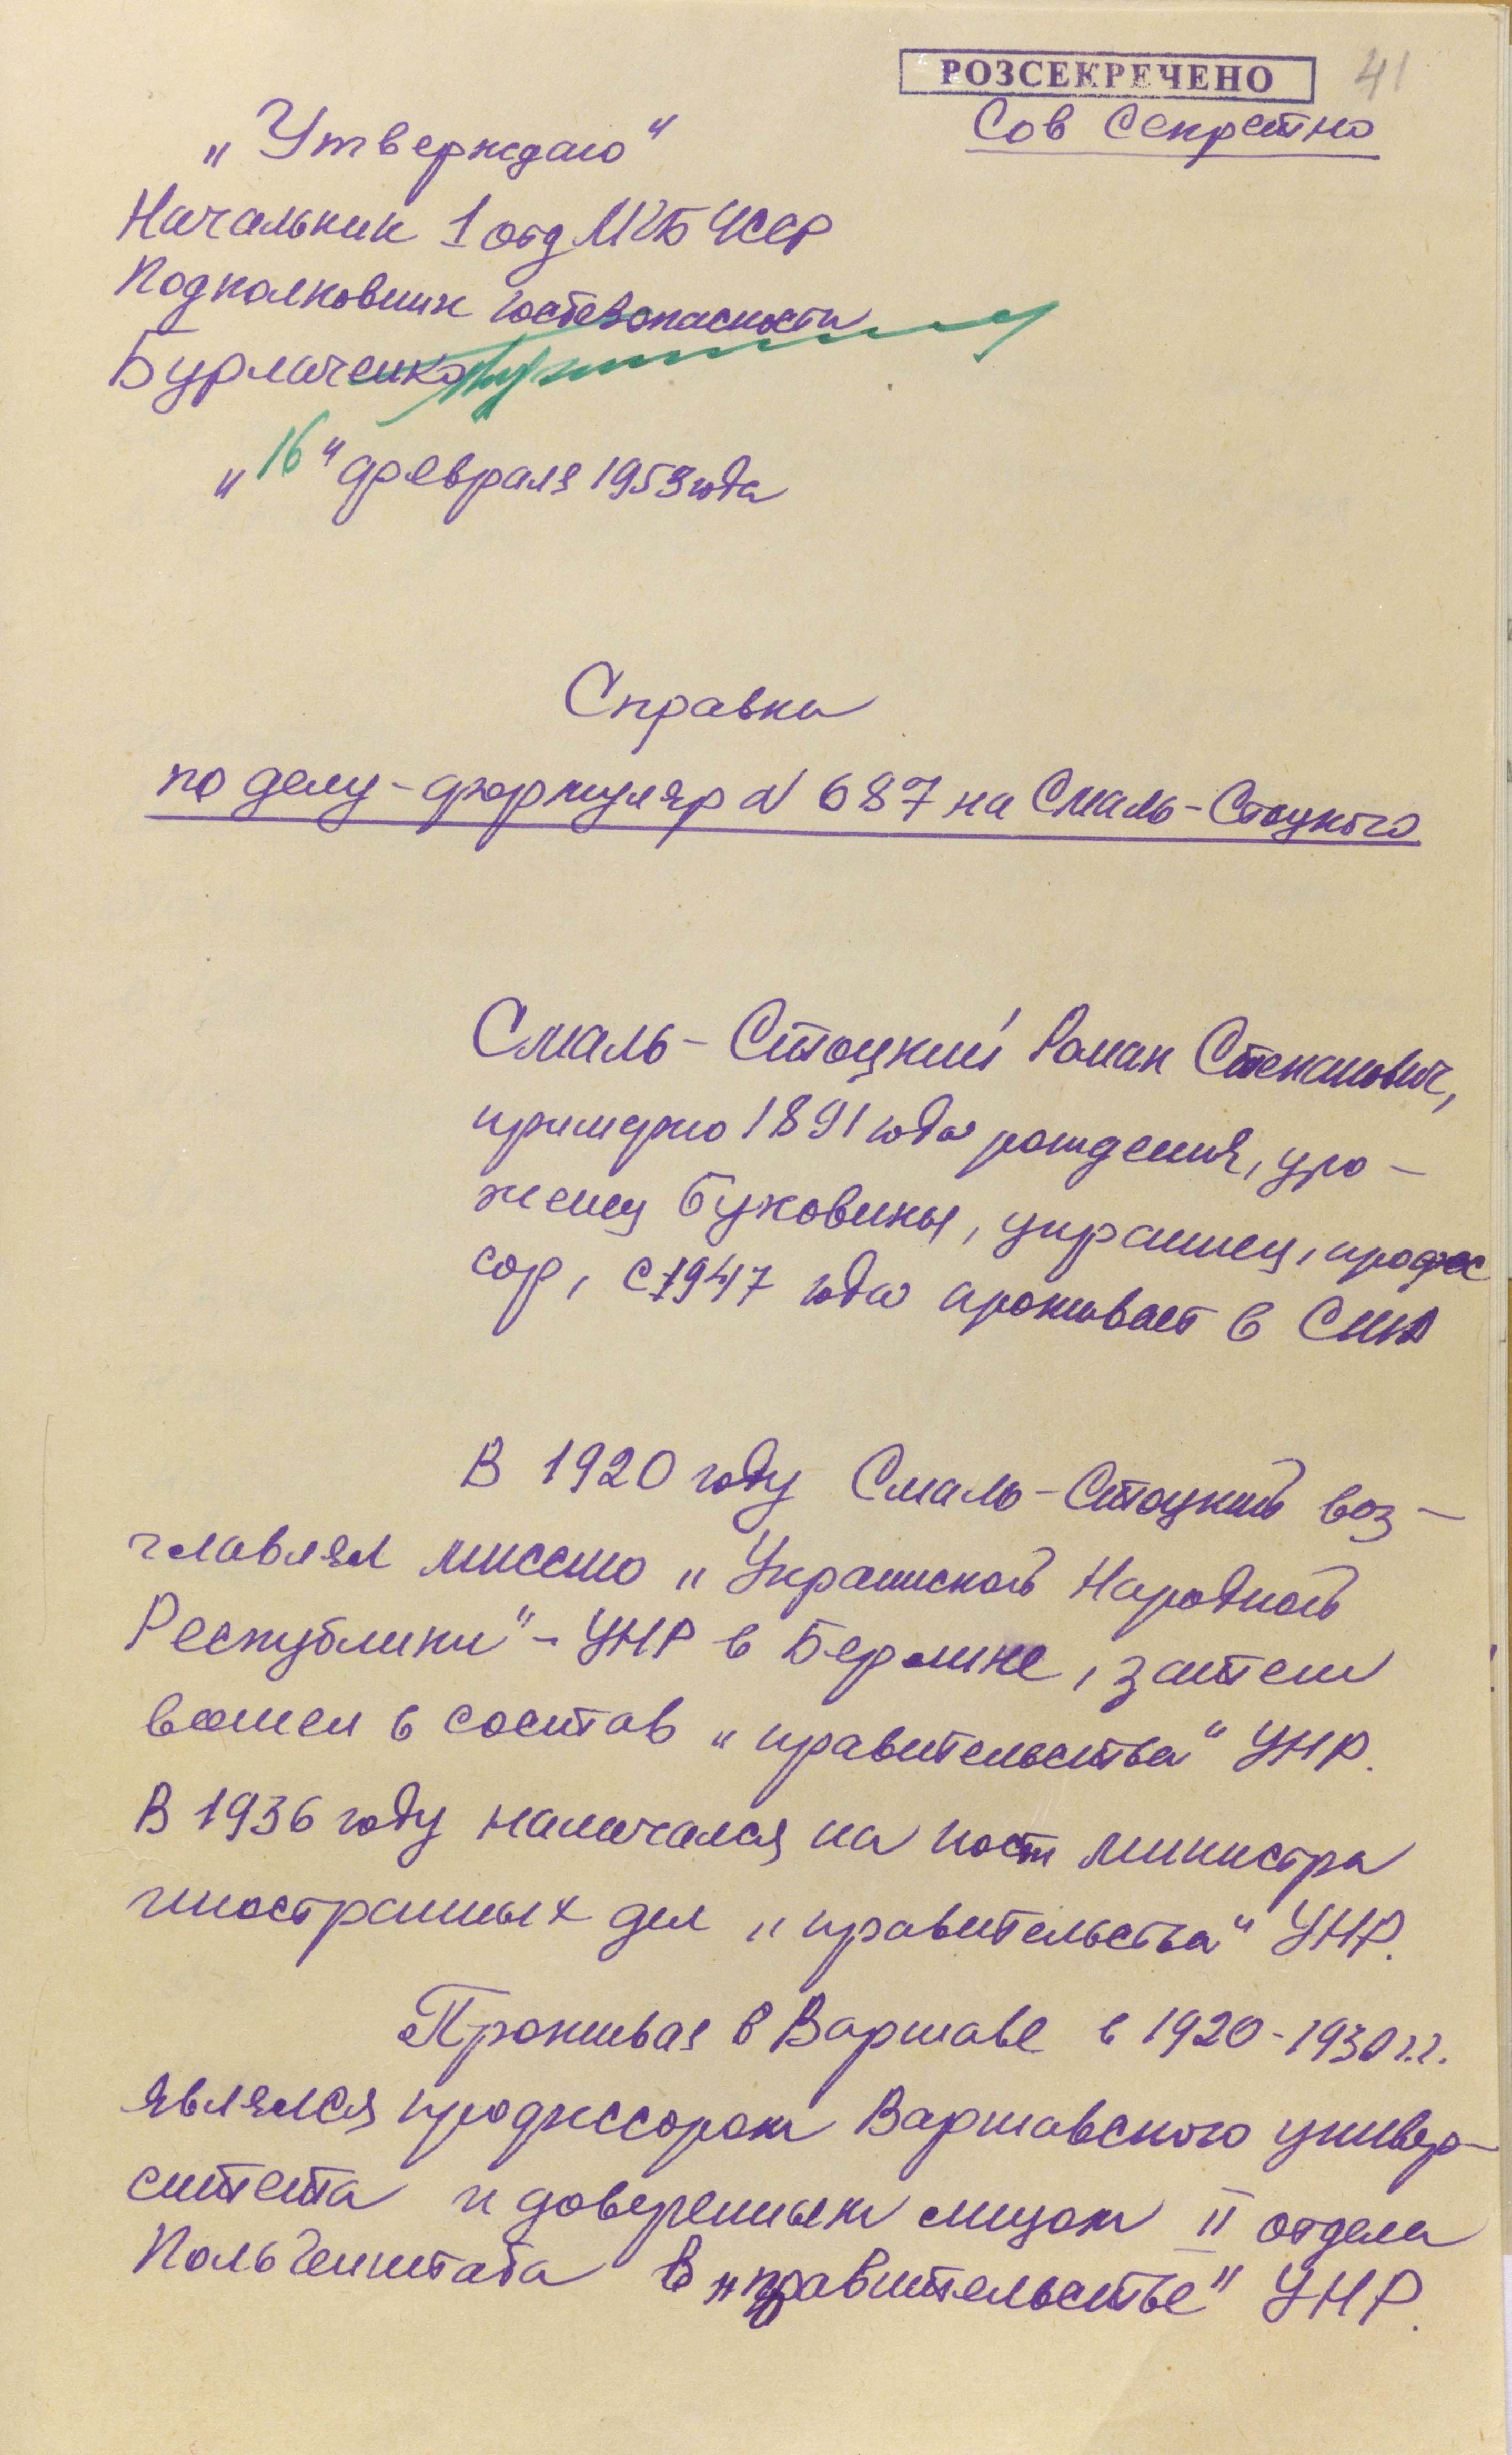 РОЗСЕКРЕЧЕНО 41
Сов Секретно
„Утверждаю“
Начальник 1 отд МГБ УССР
Подполковник госбезопасности
Бурлаченко
„16“ февраля 1953 года
Справка
по делу-формуляр N 687 на Смаль-Стоцкого
Смаль-Стоцкий Роман Степанович,
примерно 1891 года рождения, уро-
женец Буковины, украинец, профес
сор, с 1947 года проживает в США
В 1920 году Смаль-Стоцкий воз-
главлял миссию „Украинской Народной
Республики“ - УНР в Берлине, затем
вошел в состав „правительства“ УНР.
В 1936 году намечался на пост министра
иностранных дел „правительства“ УНР.
Проживая в Варшаве в 1920-1930 г.г.
являлся профессором Варшавского универ-
ситета и доверенным лицом II отдела
Польгенштаба в „правительстве“ УНР.